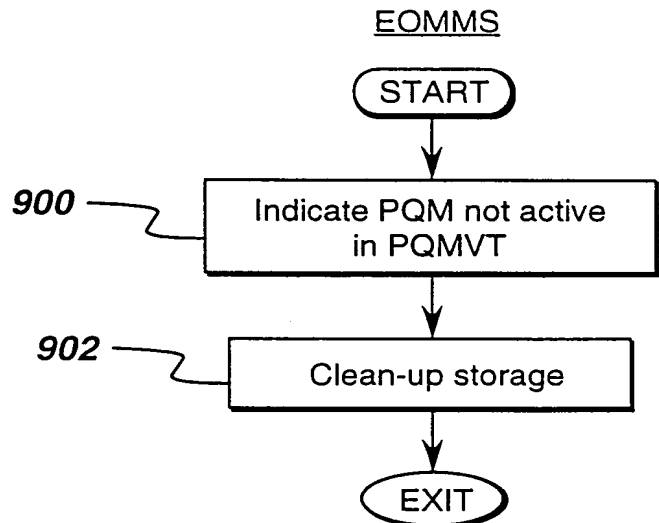 EOMMS
START
900
Indicate PQM not active
in PQMVT
902
Clean-up storage
EXIT